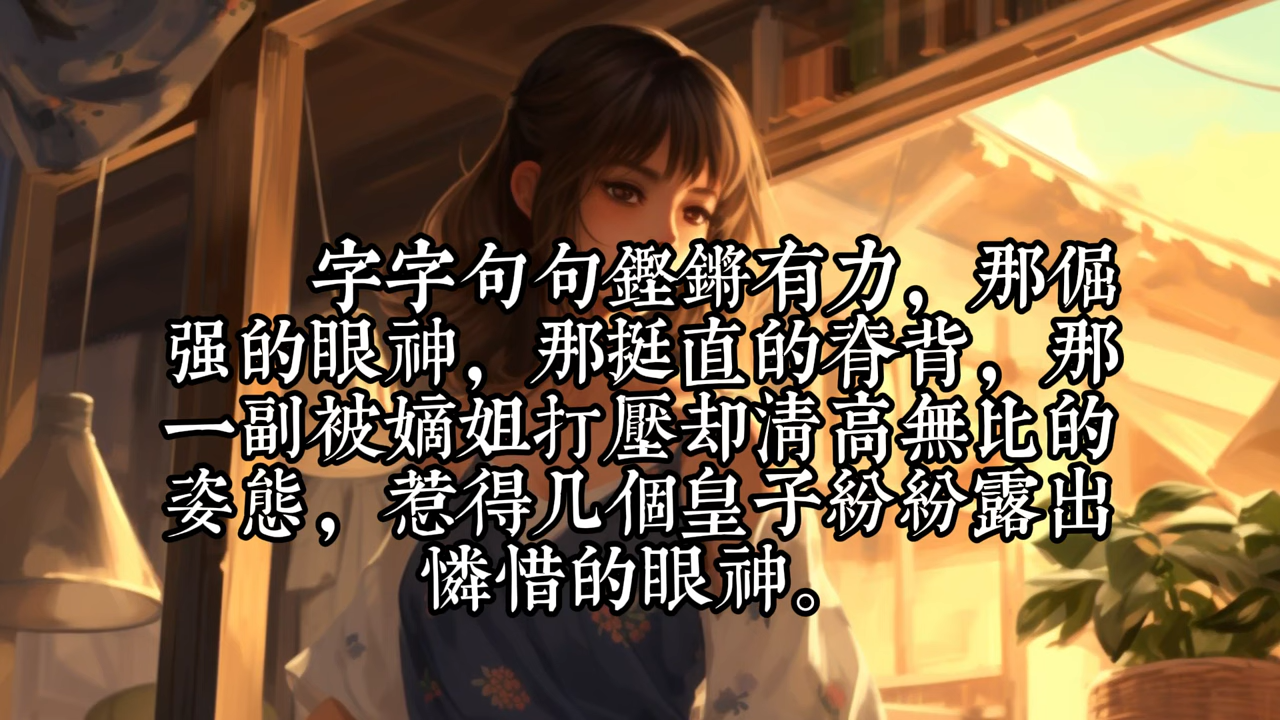 字字句句鏗鏘有力，那倔
强的眼神，那挺直的脊背，那
一副被嫡姐打壓却清高無比的
姿態，惹得几個皇子紛紛露出
憐惜的眼神。